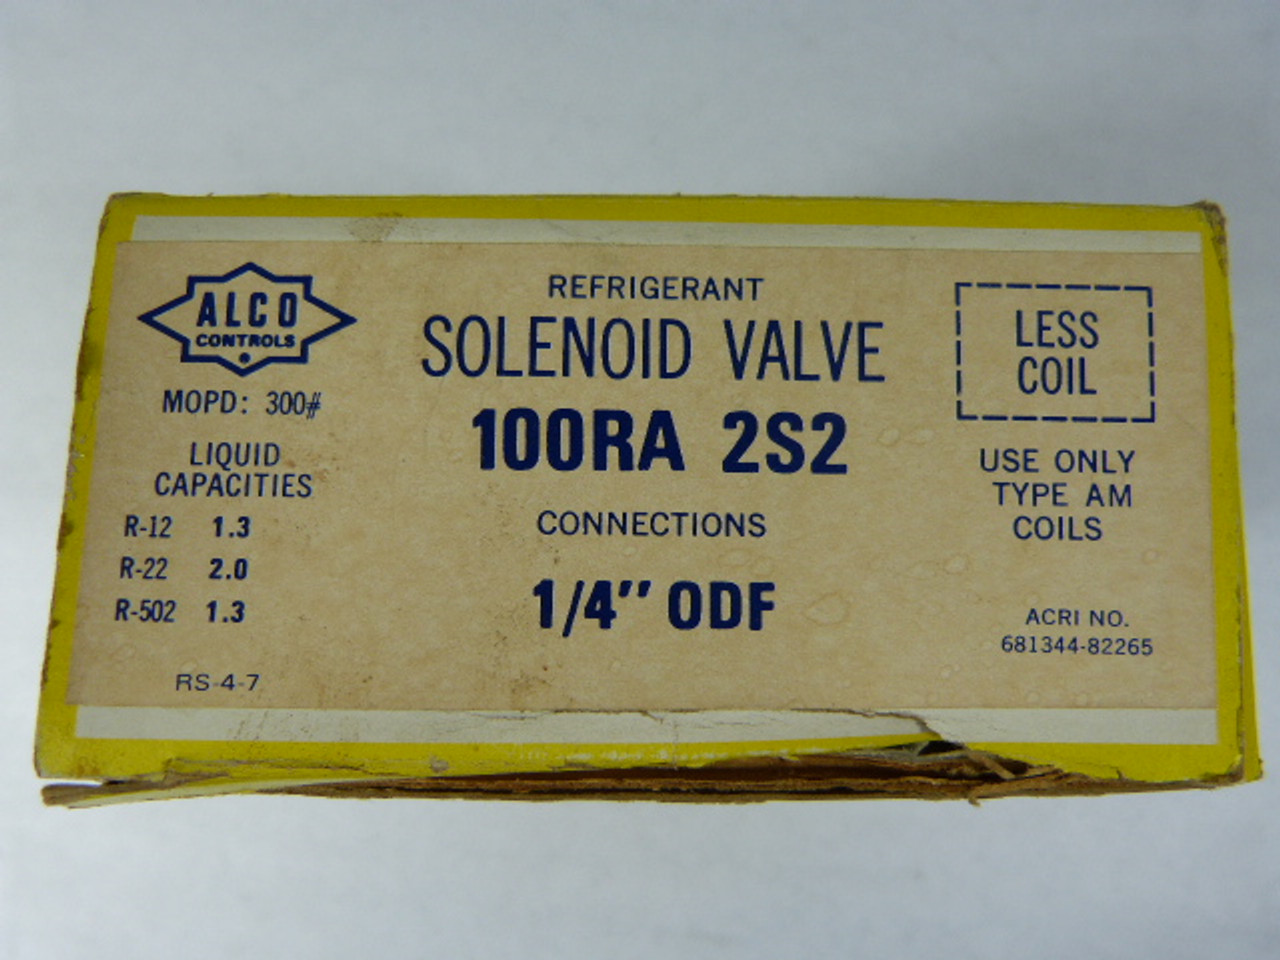 ALCO
CONTROLS
MOPD: 300#
LIQUID
CAPACITIES
R-12 1.3
R-22 2.0
R-502 1.3
RS-4-7
REFRIGERANT
SOLENOID VALVE
100RA 2S2
CONNECTIONS
1/4" ODF
LESS
COIL
USE ONLY
TYPE AM
COILS
ACRI NO.
681344-82265